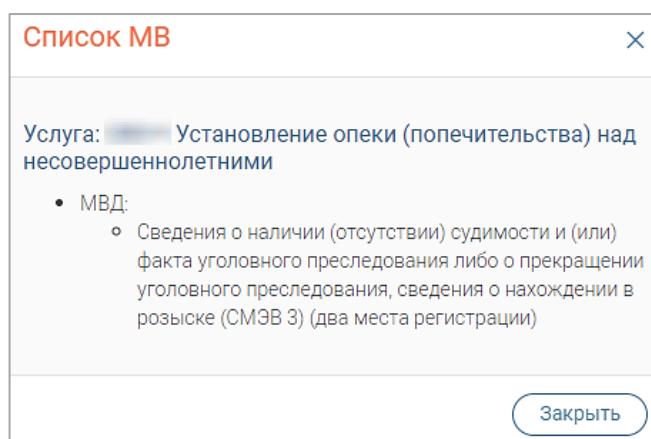 Список МВ
Услуга: Установление опеки (попечительства) над
несовершеннолетними
МВД:
Сведения о наличии (отсутствии) судимости и (или)
факта уголовного преследования либо о прекращении
уголовного преследования, сведения о нахождении в
розыске (СМЭВ 3) (два места регистрации)
Закрыть